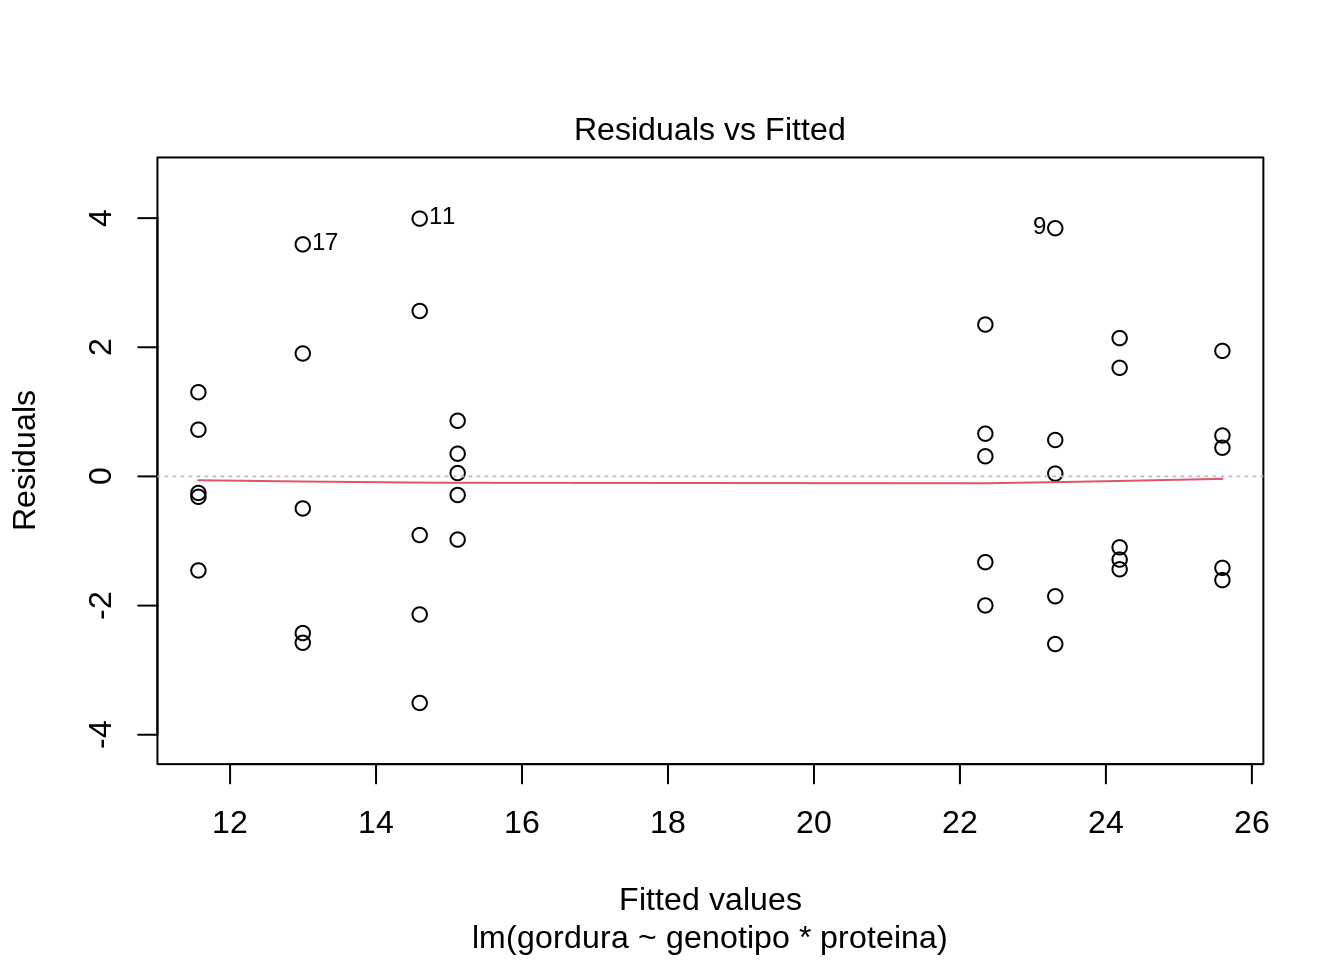 Residuals vs Fitted
4
2
0
-2
-4
Residuals
17
11
9
12 14 16 18 20 22 24 26
Fitted values
lm(gordura ~ genotipo * proteina)